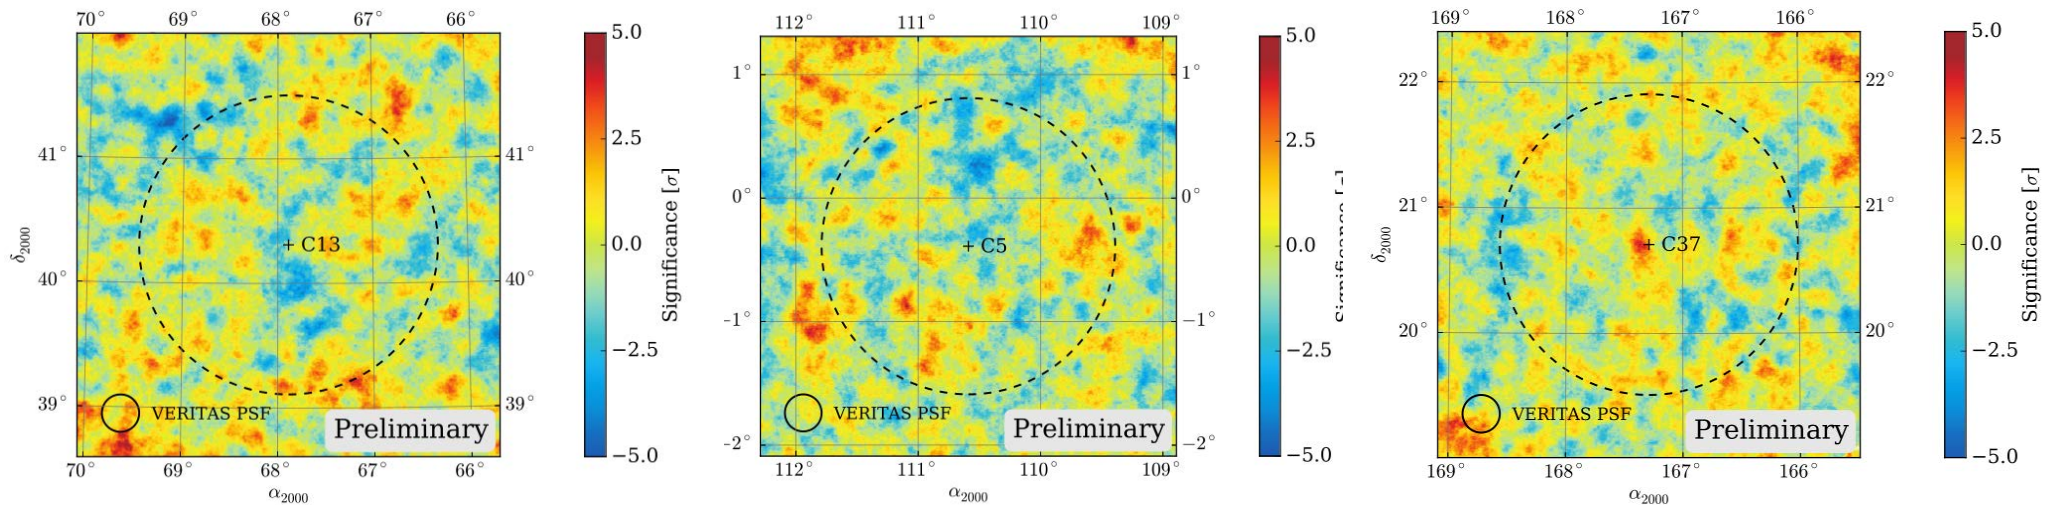 70° 69° 68° 67° 66°
41° 41°
40° 40°
39° 39°
δ2000
+ C13
VERITAS PSF
Preliminary
70° 69° 68° 67° 66°
α2000
5.0
2.5
0.0
−2.5
−5.0
Significance [σ]
112° 111° 110° 109°
1° 1°
0° 0°
−1° −1°
-2° −2°
+ C5
VERITAS PSF
Preliminary
112° 111° 110° 109°
α2000
5.0
2.5
0.0
−2.5
−5.0
169° 168° 167° 166°
22° 22°
21° 21°
20° 20°
δ2000
+ C37
VERITAS PSF
Preliminary
169° 168° 167° 166°
α2000
5.0
2.5
0.0
−2.5
−5.0
Significance [σ]